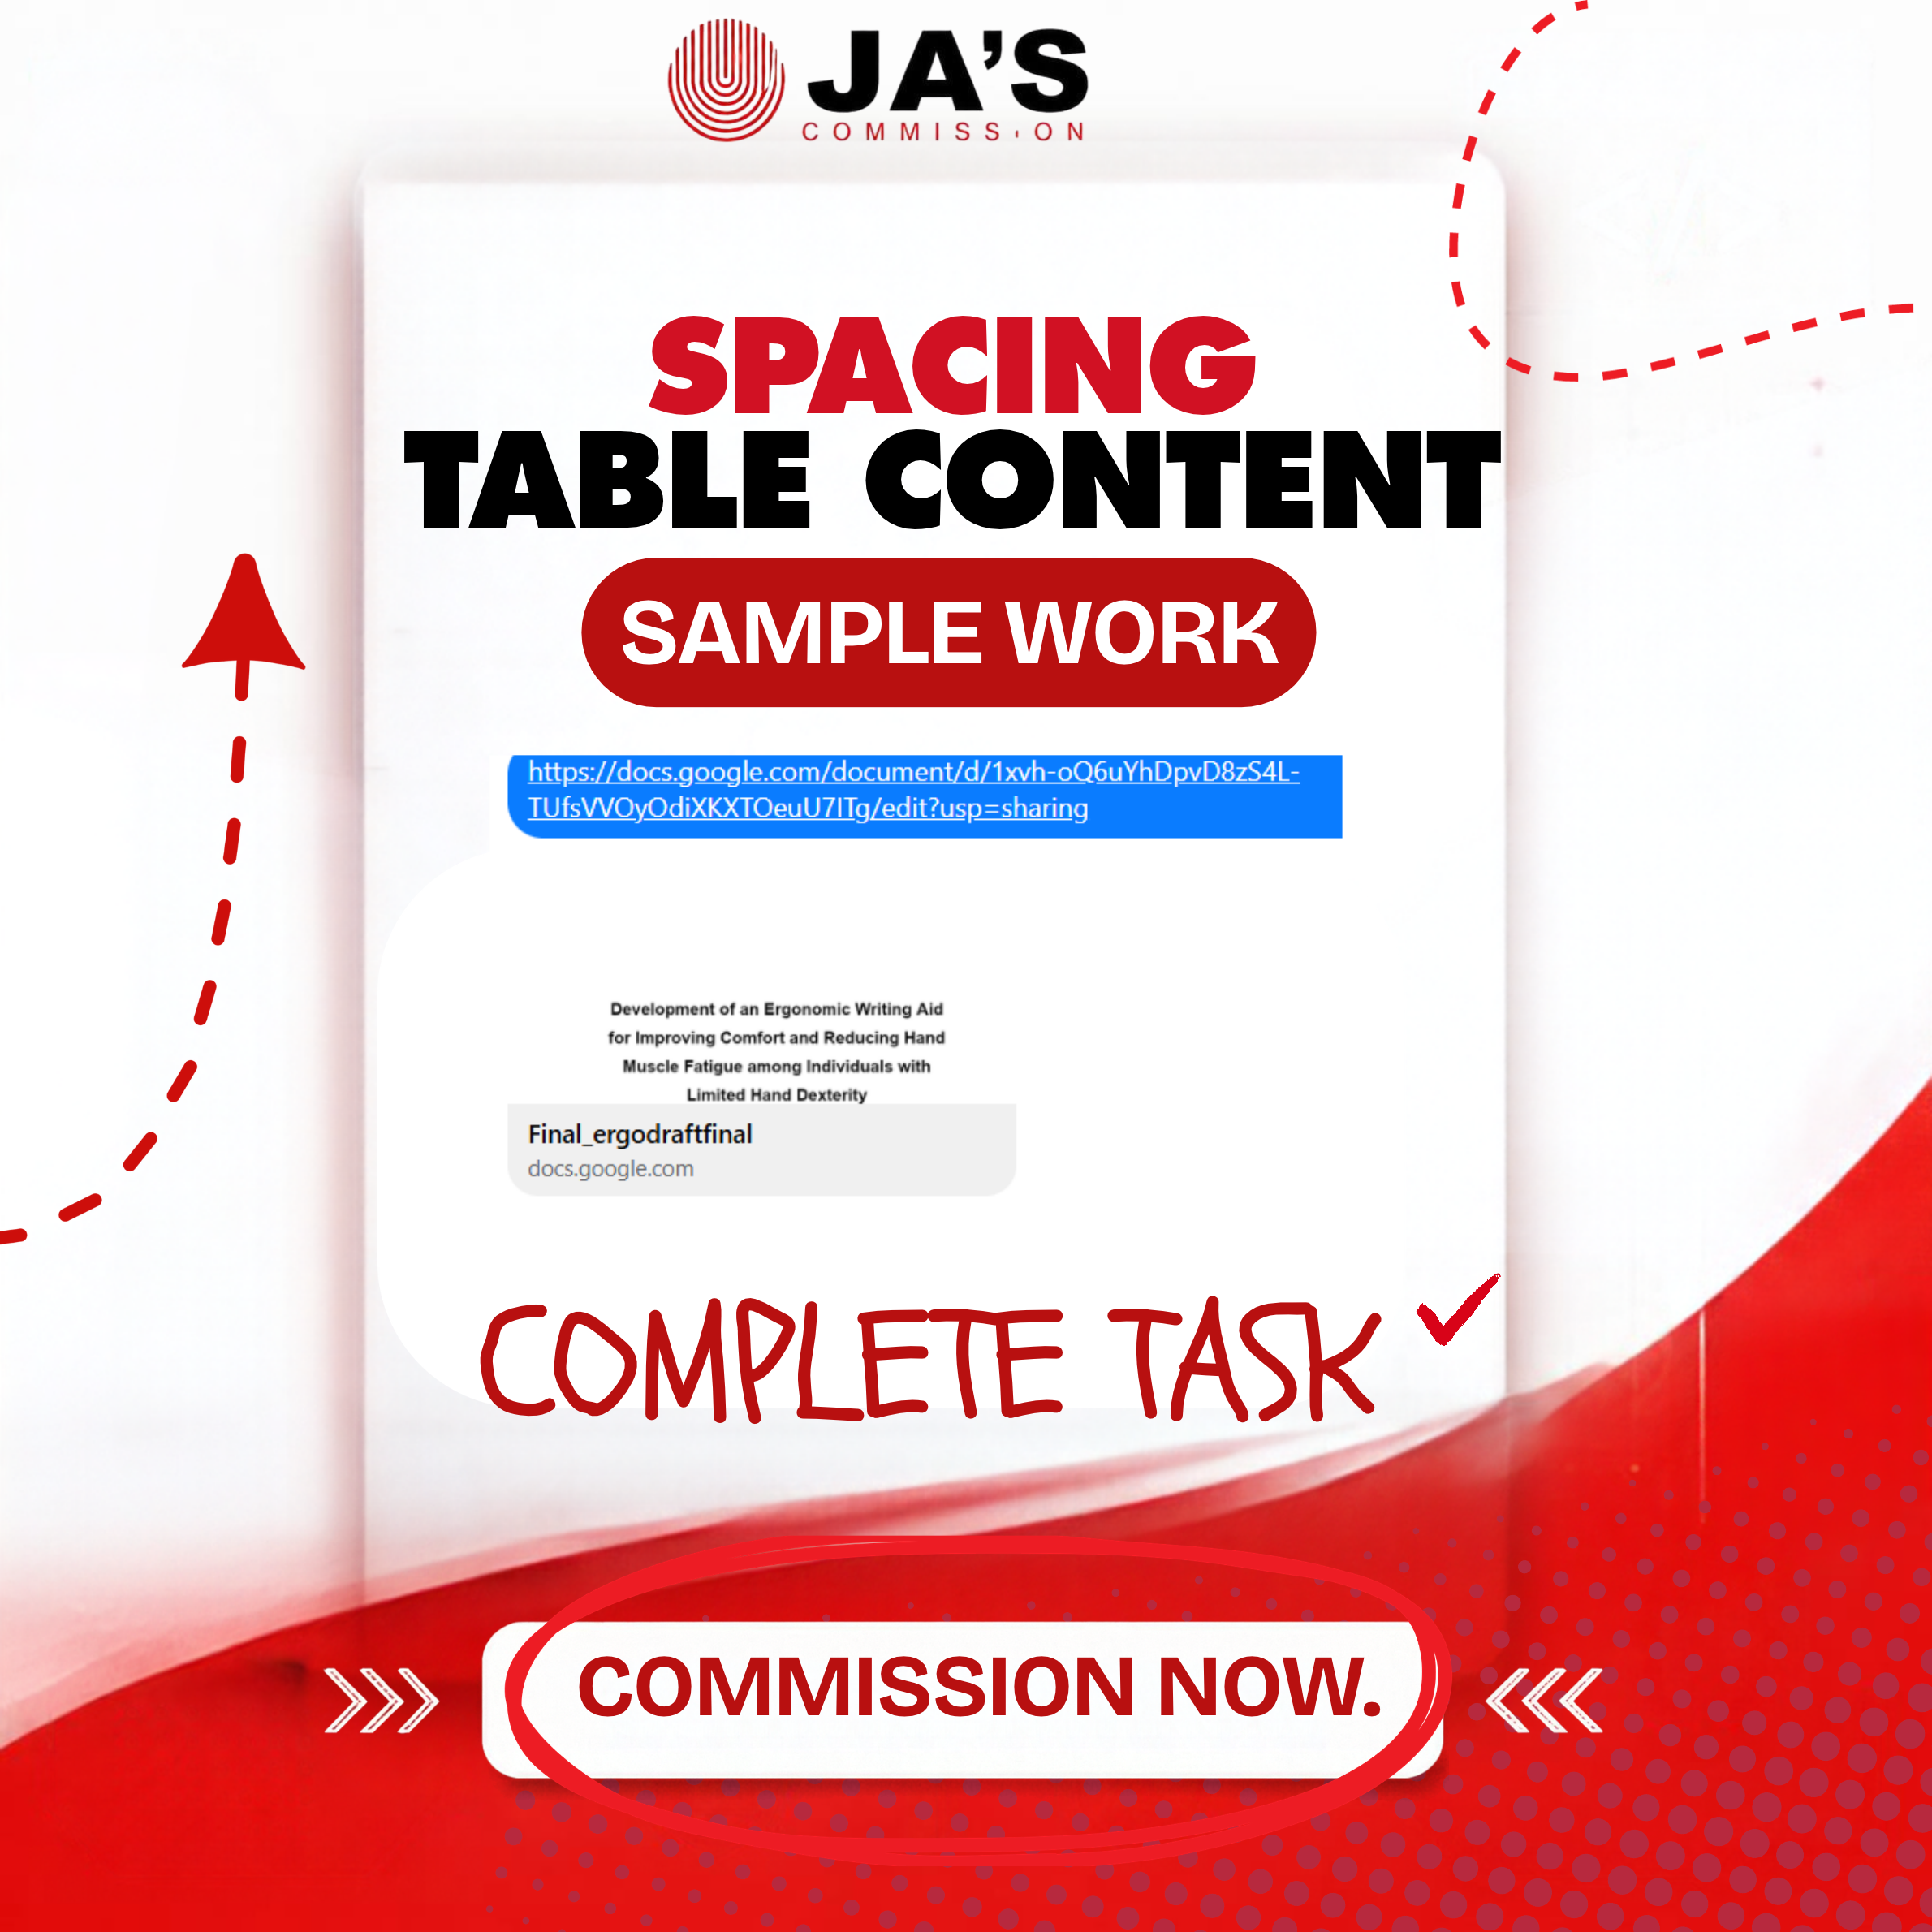 JA'S
COMMISSION
SPACING
TABLE CONTENT
SAMPLE WORK
https://docs.google.com/document/d/1xvh-oQ6uYhDpvD8zS4L-
TUfsVVOyOdiXKXTOeuU7ITg/edit?usp=sharing
Development of an Ergonomic Writing Aid
for Improving Comfort and Reducing Hand
Muscle Fatigue among Individuals with
Limited Hand Dexterity
Final_ergodraftfinal
docs.google.com
COMPLETE TASK
COMMISSION NOW.